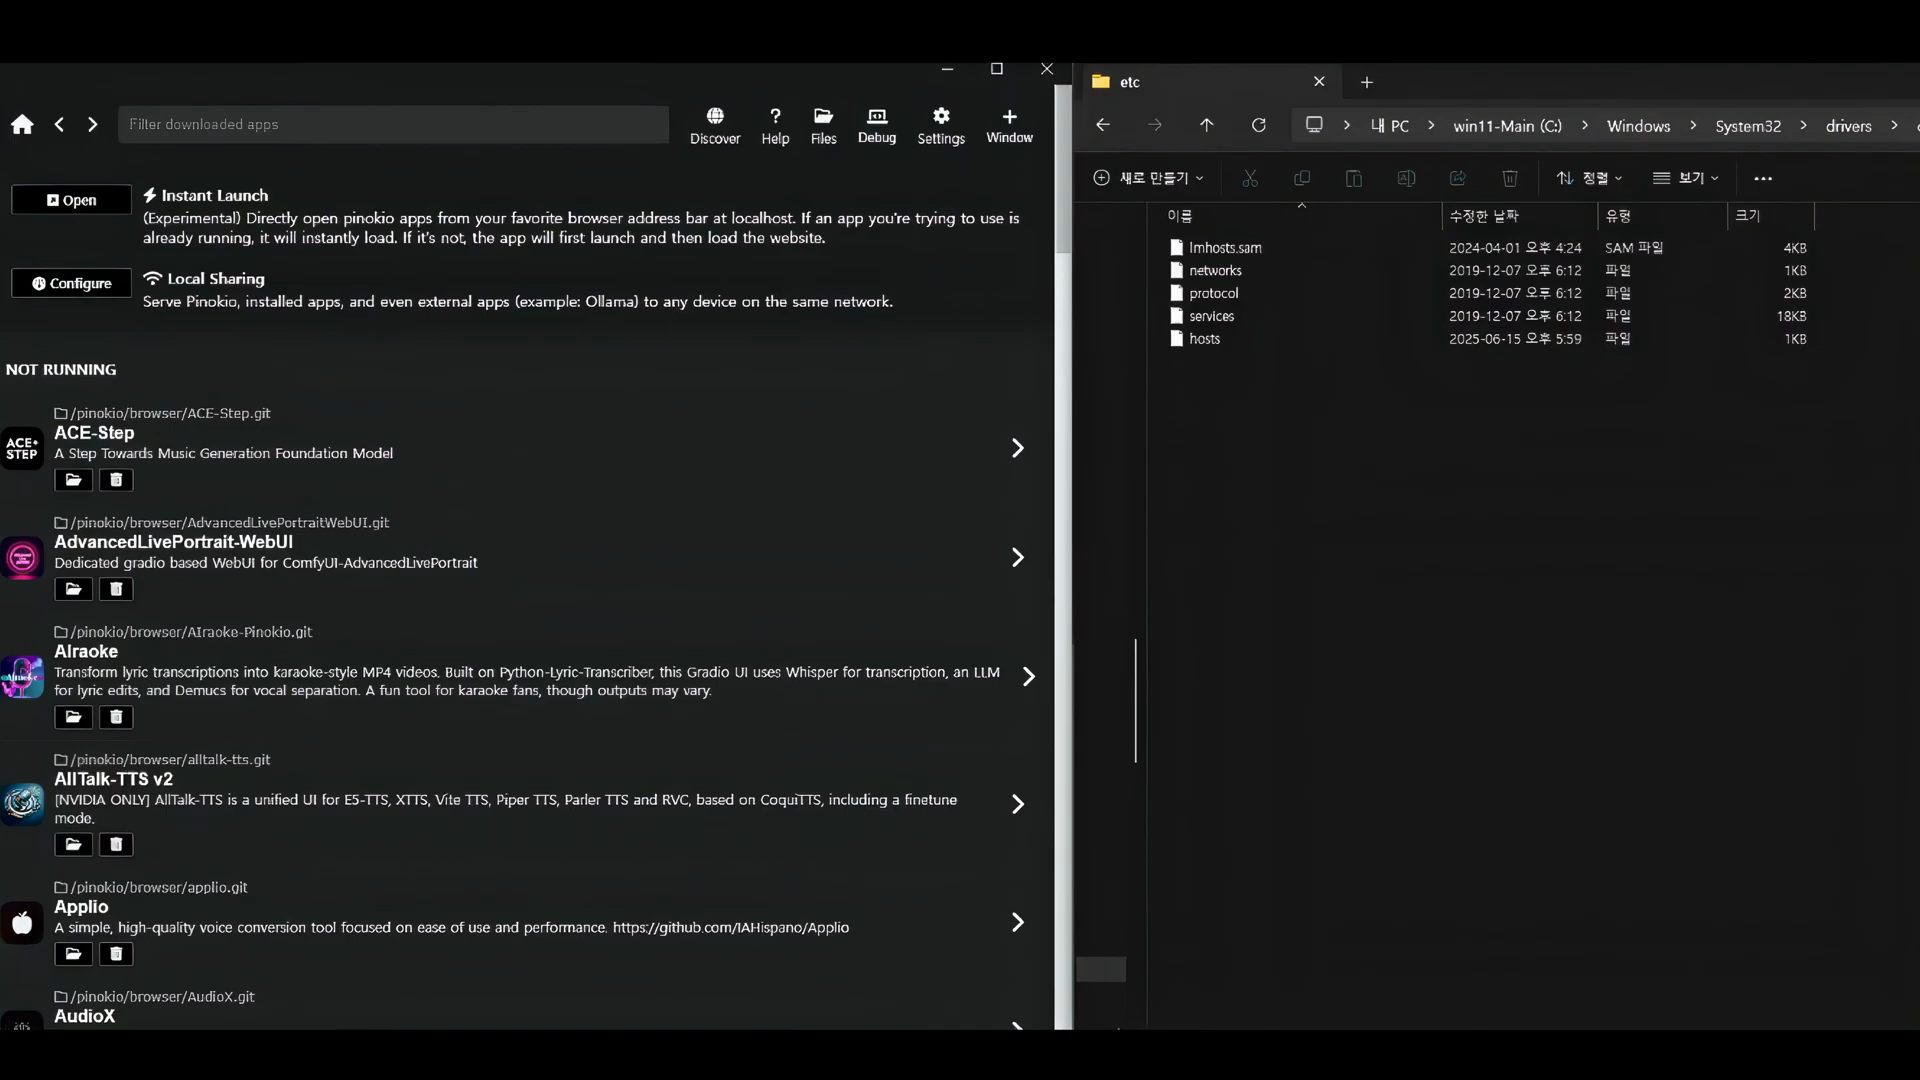 Filter downloaded apps
Discover
Help
Files
Debug
Settings
Window
Open
Instant Launch
(Experimental) Directly open pinokio apps from your favorite browser address bar at localhost. If an app you're trying to use is
already running, it will instantly load. If it's not, the app will first launch and then load the website.
Configure
Local Sharing
Serve Pinokio, installed apps, and even external apps (example: Ollama) to any device on the same network.
NOT RUNNING
/pinokio/browser/ACE-Step.git
ACE-Step
A Step Towards Music Generation Foundation Model
ACE
STEP
/pinokio/browser/AdvancedLivePortraitWebUI.git
AdvancedLivePortrait-WebUI
Dedicated gradio based WebUI for ComfyUI-AdvancedLivePortrait
/pinokio/browser/AIraoke-Pinokio.git
AIraoke
Transform lyric transcriptions into karaoke-style MP4 videos. Built on Python-Lyric-Transcriber, this Gradio UI uses Whisper for transcription, an LLM
for lyric edits, and Demucs for vocal separation. A fun tool for karaoke fans, though outputs may vary.
/pinokio/browser/alltalk-tts.git
AllTalk-TTS v2
[NVIDIA ONLY] AllTalk-TTS is a unified UI for E5-TTS, XTTS, Vite TTS, Piper TTS, Parler TTS and RVC, based on CoquiTTS, including a finetune
mode.
/pinokio/browser/applio.git
Applio
A simple, high-quality voice conversion tool focused on ease of use and performance. https://github.com/IAHispano/Applio
/pinokio/browser/AudioX.git
AudioX
etc
내 PC
win11-Main (C:)
Windows
System32
drivers
새로 만들기
정렬
보기
이름 수정한 날짜 유형 크기
lmhosts.sam 2024-04-01 오후 4:24 SAM 파일 4KB
networks 2019-12-07 오후 6:12 파일 1KB
protocol 2019-12-07 오후 6:12 파일 2KB
services 2019-12-07 오후 6:12 파일 18KB
hosts 2025-06-15 오후 5:59 파일 1KB